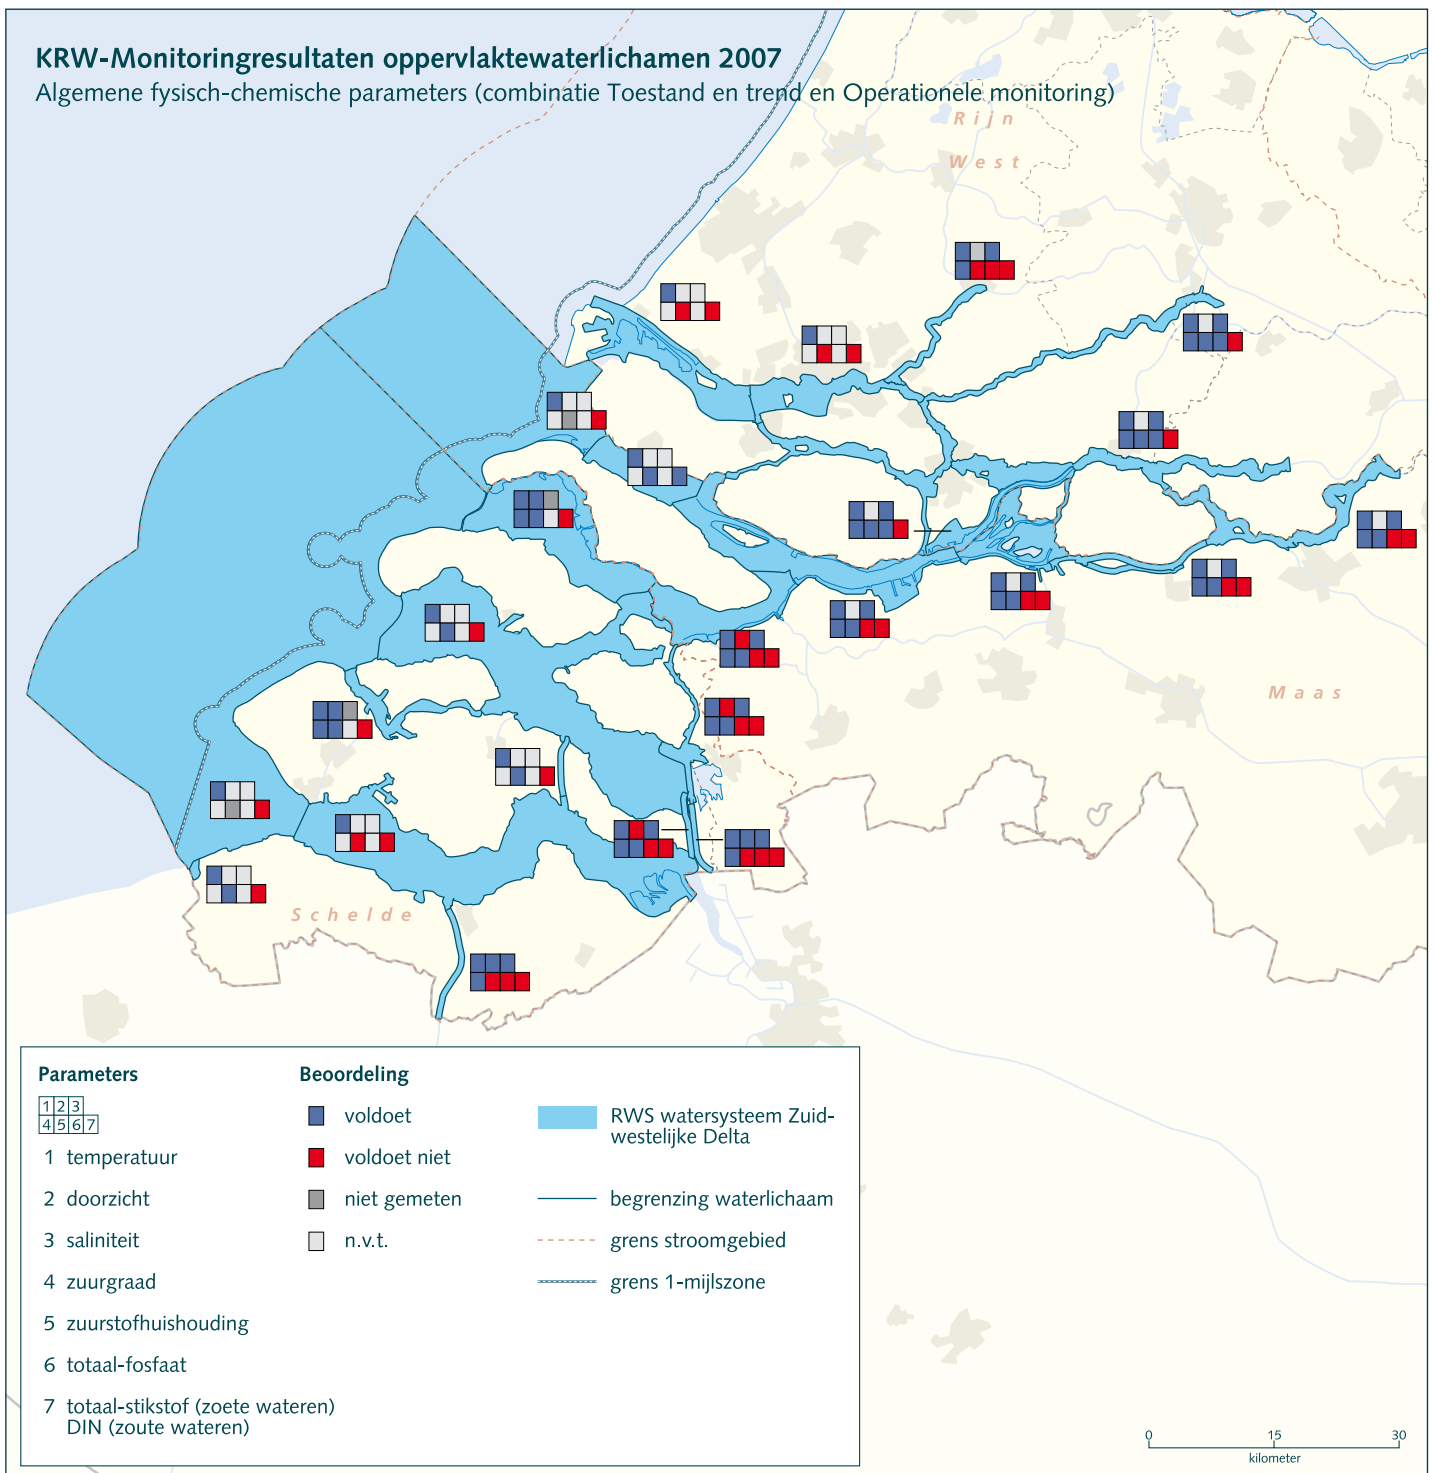 KRW-Monitoringresultaten oppervlaktewaterlichamen 2007
Algemene fysisch-chemische parameters (combinatie Toestand en trend en Operationele monitoring)
Rijn
West
Maas
Schelde
Parameters
1 2 3
4 5 6 7
1 temperatuur
2 doorzicht
3 saliniteit
4 zuurgraad
5 zuurstofhuishouding
6 totaal-fosfaat
7 totaal-stikstof (zoete wateren)
DIN (zoute wateren)
Beoordeling
voldoet
voldoet niet
niet gemeten
n.v.t.
RWS watersysteem Zuid-
westelijke Delta
begrenzing waterlichaam
grens stroomgebied
grens 1-mijlszone
0 15 30
kilometer